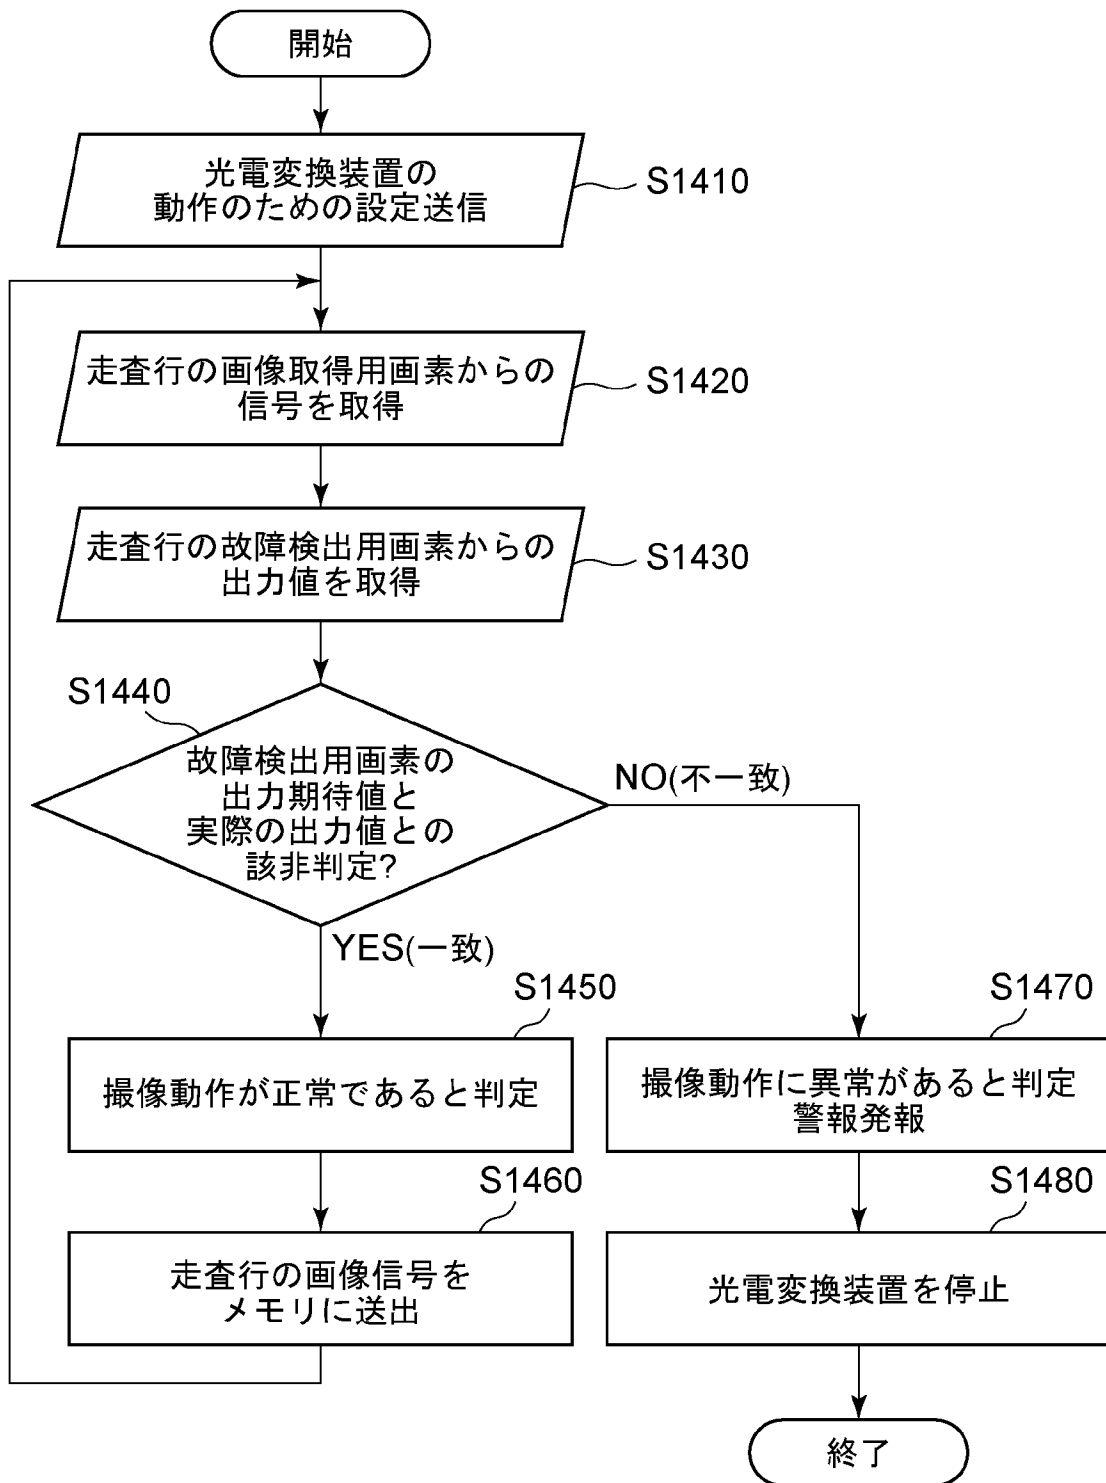 開始
光電変換装置の
動作のための設定送信
S1410
走査行の画像取得用画素からの
信号を取得
S1420
走査行の故障検出用画素からの
出力値を取得
S1430
S1440
故障検出用画素の
出力期待値と
実際の出力値との
該非判定?
NO(不一致)
YES(一致)
S1450
撮像動作が正常であると判定
S1470
撮像動作に異常があると判定
警報発報
S1460
走査行の画像信号を
メモリに送出
S1480
光電変換装置を停止
終了